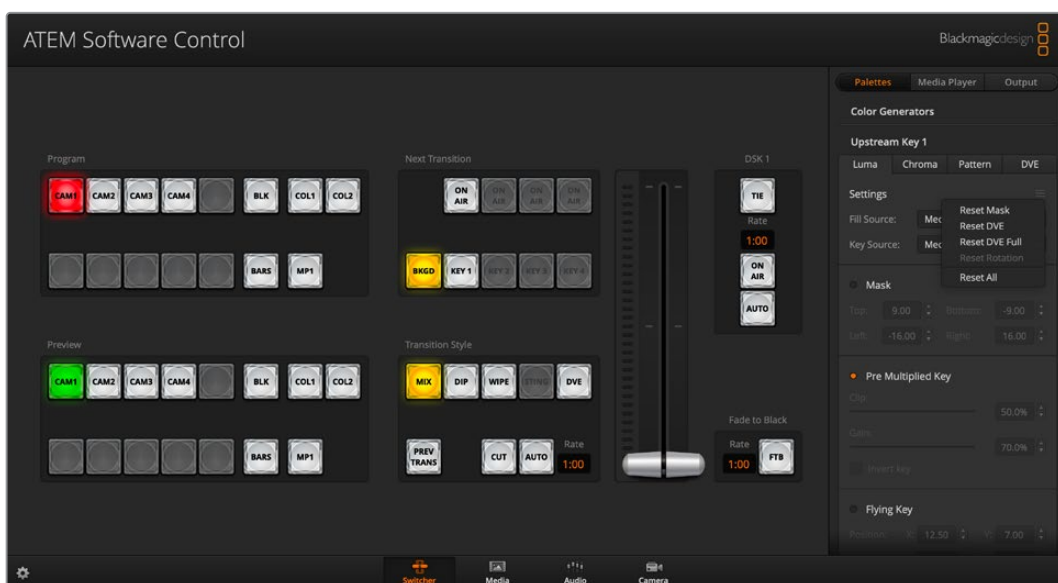 ATEM Software Control
Blackmagicdesign
Palettes Media Player Output
Color Generators
Upstream Key 1
Luma Chroma Pattern DVE
Settings
Fill Source: Med
Key Source: Med
Reset Mask
Reset DVE
Reset DVE Full
Reset Rotation
Reset All
Mask
Top: 9.00 Bottom: -9.00
Left: -16.00 Right: 16.00
Pre Multiplied Key
Clip:
50.0%
Gain:
70.0%
Invert key
Flying Key
Position: X: 12.50 Y: 7.00
Program
CAM1 CAM2 CAM3 CAM4 BLK COL1 COL2
BARS MP1
Next Transition
ON AIR ON AIR ON AIR ON AIR
BKGD KEY 1 KEY 2 KEY 3 KEY 4
DSK 1
TIE
Rate
1:00
ON AIR
AUTO
Preview
CAM1 CAM2 CAM3 CAM4 BLK COL1 COL2
BARS MP1
Transition Style
MIX DIP WIPE STING DVE
PREV TRANS CUT AUTO Rate 1:00
Fade to Black
Rate
1:00 FTB
Switcher Media Audio Camera